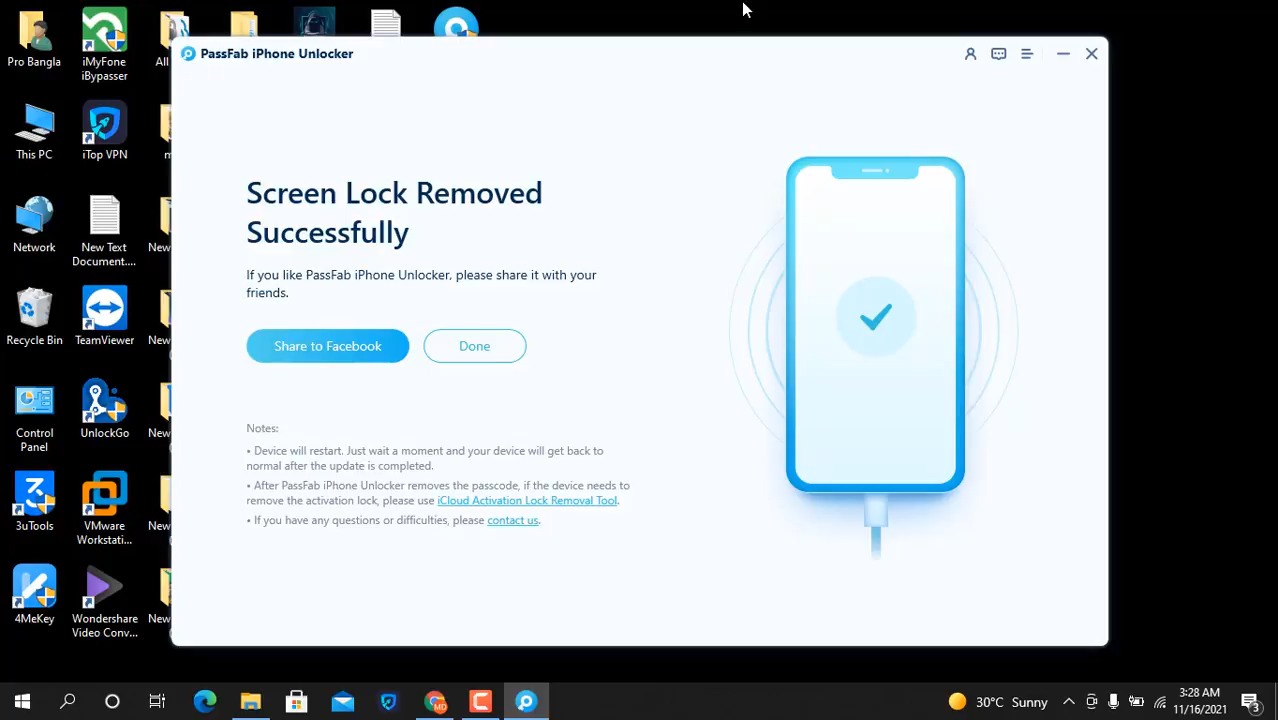 PassFab iPhone Unlocker
Pro Bangla
iMyFone
iBypasser
All
This PC
iTop VPN
Network
New Text
Document....
New
Recycle Bin
TeamViewer
New
Control
Panel
UnlockGo
New
3uTools
VMware
Workstati...
New
4MeKey
Wondershare
Video Conv...
New
Screen Lock Removed
Successfully
If you like PassFab iPhone Unlocker, please share it with your
friends.
Share to Facebook
Done
Notes:
• Device will restart. Just wait a moment and your device will get back to
normal after the update is completed.
• After PassFab iPhone Unlocker removes the passcode, if the device needs to
remove the activation lock, please use iCloud Activation Lock Removal Tool.
• If you have any questions or difficulties, please contact us.
MD
30°C Sunny
3:28 AM
11/16/2021
3